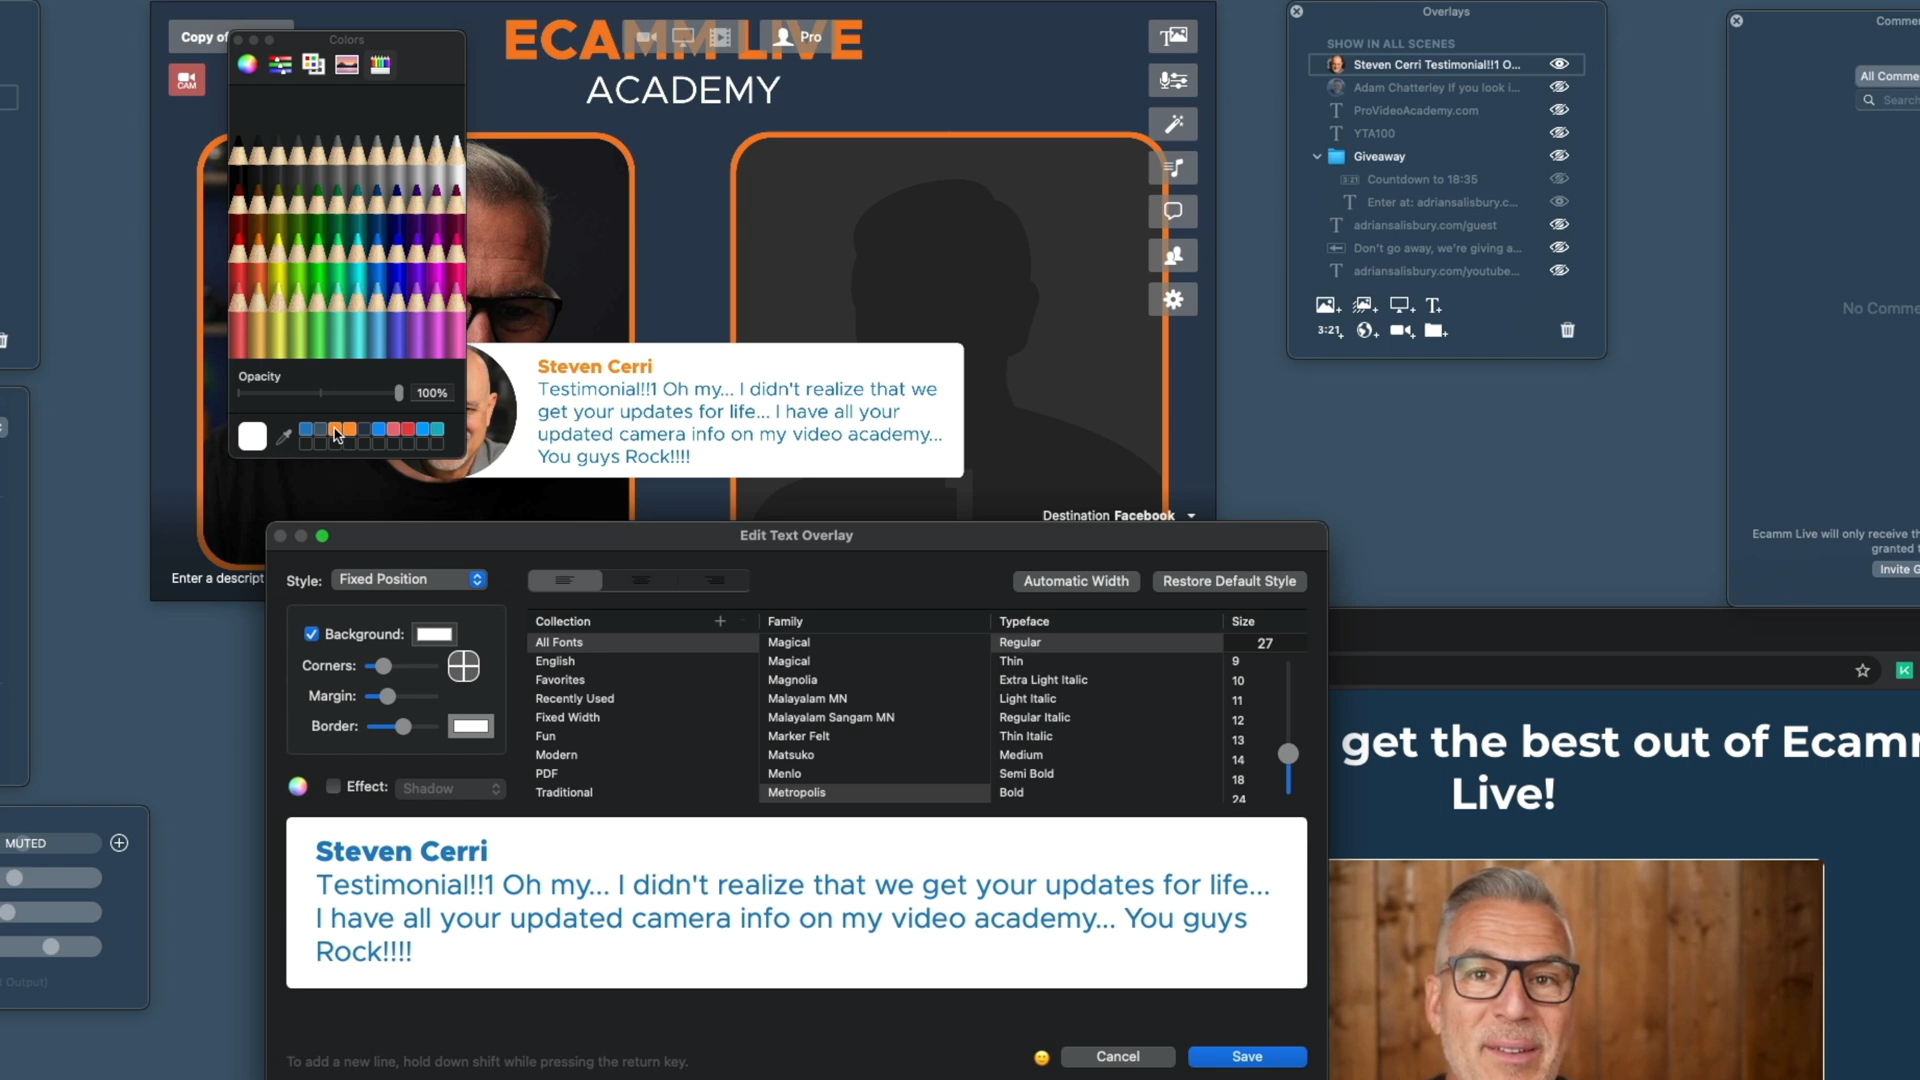 Copy of
Colors
ECAMM LIVE
ACADEMY
Pro
CAM
Opacity
100%
Steven Cerri
Testimonial!!1 Oh my... I didn't realize that we
get your updates for life... I have all your
updated camera info on my video academy...
You guys Rock!!!!
Destination Facebook
Enter a descript
Overlays
SHOW IN ALL SCENES
Steven Cerri Testimonial!!1 O...
Adam Chatterley If you look i...
ProVideoAcademy.com
YTA100
Giveaway
Countdown to 18:35
Enter at: adriansalisbury.c...
adriansalisbury.com/guest
Don't go away, we're giving a...
adriansalisbury.com/youtube...
3:21
Comme
All Comme
Search
No Comme
Ecamm Live will only receive th
granted t
Invite G
Edit Text Overlay
Style:
Fixed Position
Automatic Width
Restore Default Style
Background:
Corners:
Margin:
Border:
Effect:
Shadow
Collection
All Fonts
English
Favorites
Recently Used
Fixed Width
Fun
Modern
PDF
Traditional
Family
Magical
Magical
Magnolia
Malayalam MN
Malayalam Sangam MN
Marker Felt
Matsuko
Menlo
Metropolis
Typeface
Regular
Thin
Extra Light Italic
Light Italic
Regular Italic
Thin Italic
Medium
Semi Bold
Bold
Size
27
9
10
11
12
13
14
18
24
Steven Cerri
Testimonial!!1 Oh my... I didn't realize that we get your updates for life...
I have all your updated camera info on my video academy... You guys
Rock!!!!
To add a new line, hold down shift while pressing the return key.
Cancel
Save
MUTED
t Output)
get the best out of Ecamm
Live!